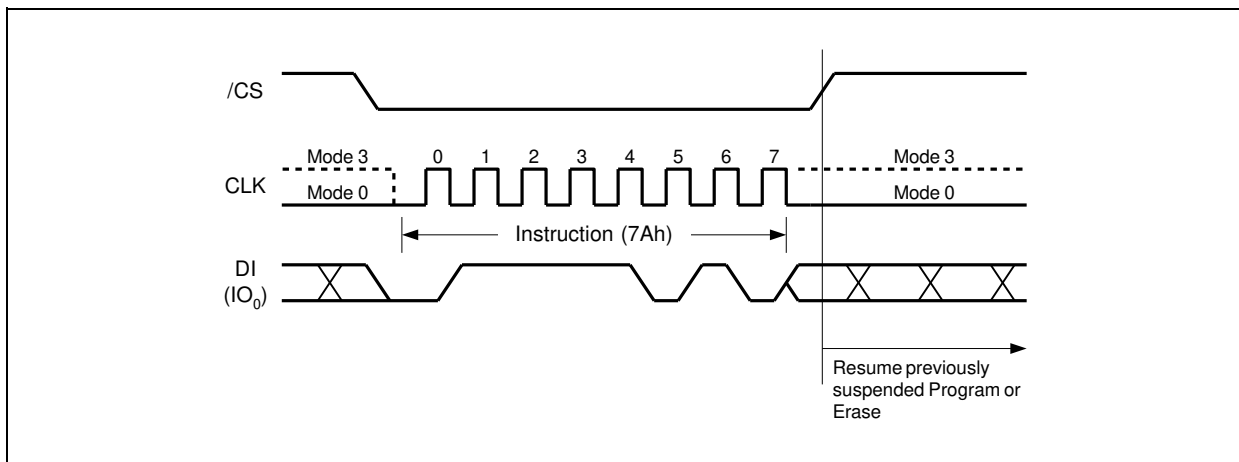 /CS
Mode 3
0 1 2 3 4 5 6 7
Mode 3
CLK
Mode 0
Mode 0
Instruction (7Ah)
DI
(IO0)
Resume previously
suspended Program or
Erase